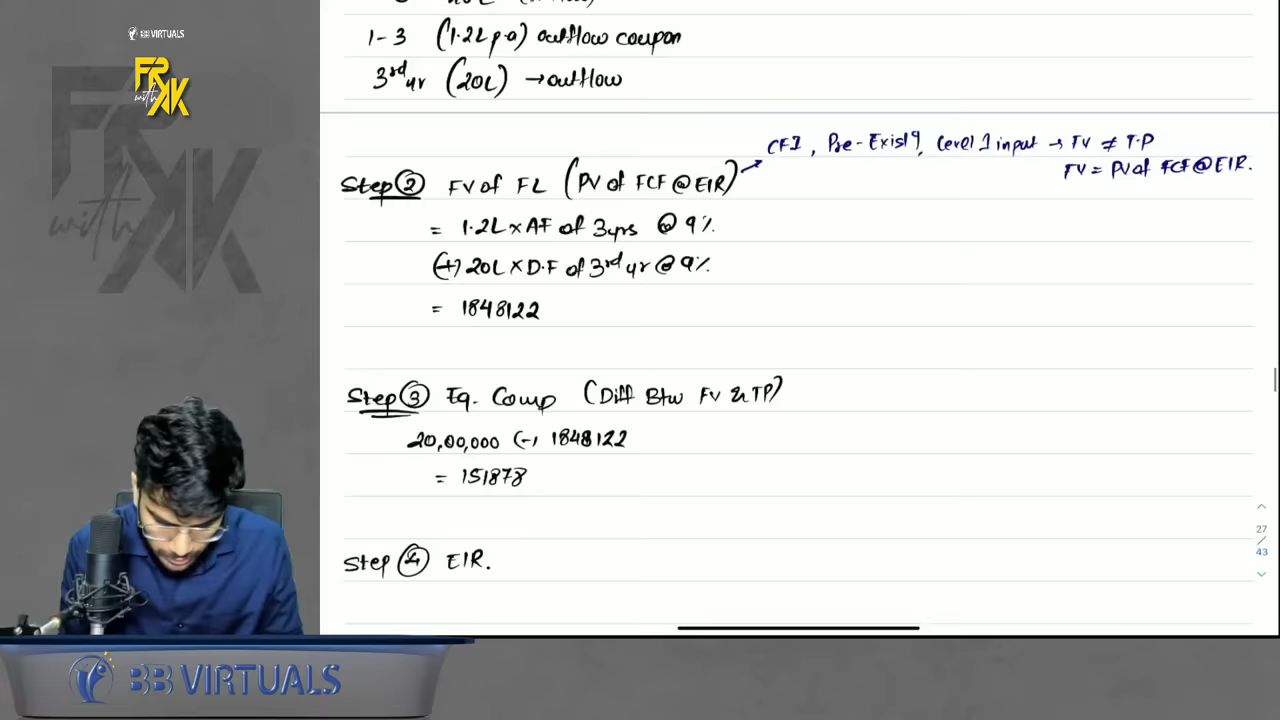 BB VIRTUALS
FR
with
AK
1-3 (1.2L p.a) outflow coupon
3rd yr (20L) → outflow
CFI, Pre-Exist9, Level 1 input → FV ≠ T.P
FV = PV of FCF @ EIR.
Step ② FV of FL (PV of FCF @ EIR)
= 1.2L × AF of 3yrs @ 9%
(+) 20L × D.F of 3rd yr @ 9%
= 1848122
Step ③ Eq. Comp (Diff Btw FV & TP)
20,00,000 (-) 1848122
= 151878
Step ④ EIR.
27
/
43
BB VIRTUALS